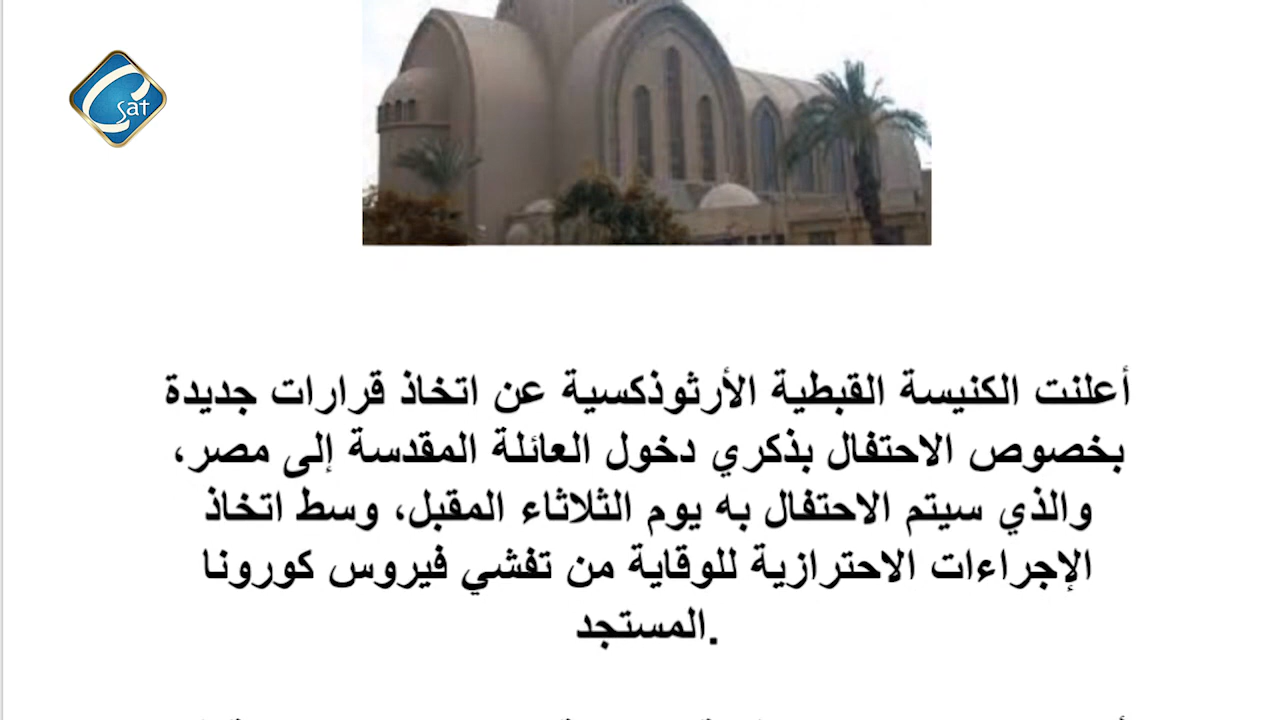 C sat
أعلنت الكنيسة القبطية الأرثوذكسية عن اتخاذ قرارات جديدة
بخصوص الاحتفال بذكري دخول العائلة المقدسة إلى مصر،
والذي سيتم الاحتفال به يوم الثلاثاء المقبل، وسط اتخاذ
الإجراءات الاحترازية للوقاية من تفشي فيروس كورونا
المستجد.